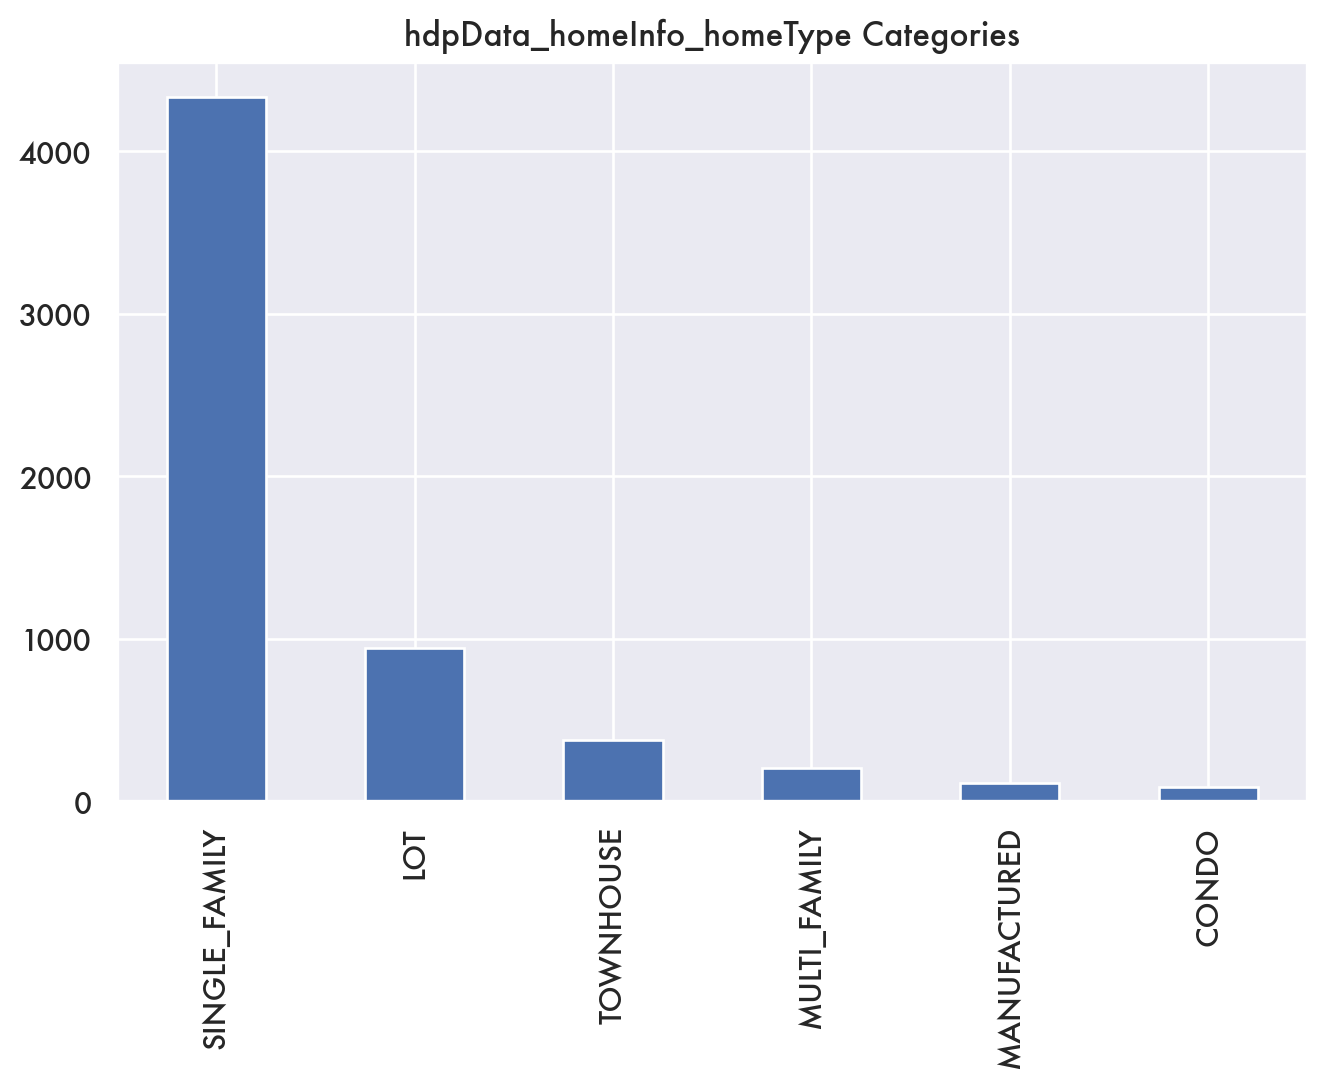 hdpData_homeInfo_homeType Categories
4000
3000
2000
1000
0
SINGLE_FAMILY
LOT
TOWNHOUSE
MULTI_FAMILY
MANUFACTURED
CONDO